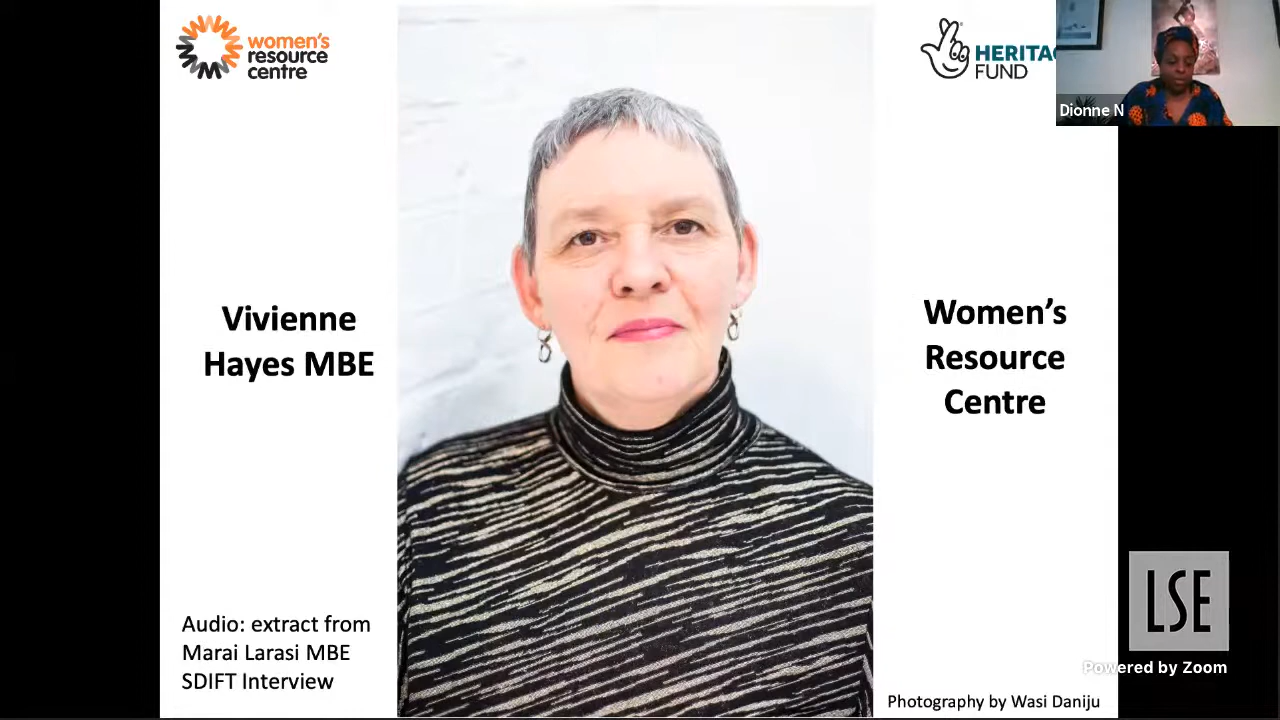 women's
resource
centre
HERITAG
FUND
Dionne N
Vivienne
Hayes MBE
Women's
Resource
Centre
Audio: extract from
Marai Larasi MBE
SDIFT Interview
LSE
Powered by Zoom
Photography by Wasi Daniju